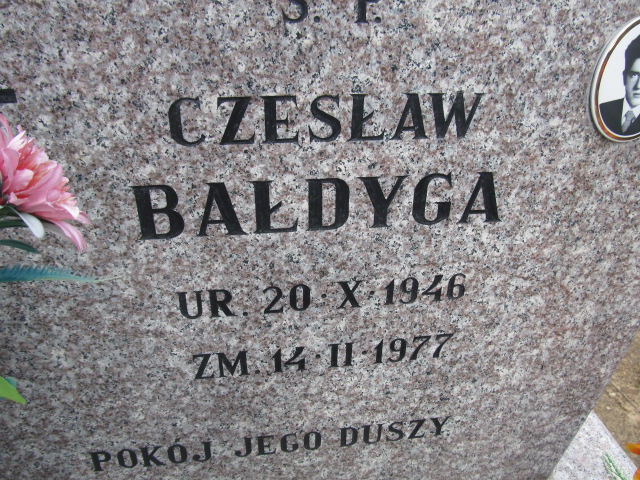 Ś. P.
CZESŁAW
BAŁDYGA
UR. 20·X·1946
ZM. 14·II·1977
POKÓJ JEGO DUSZY